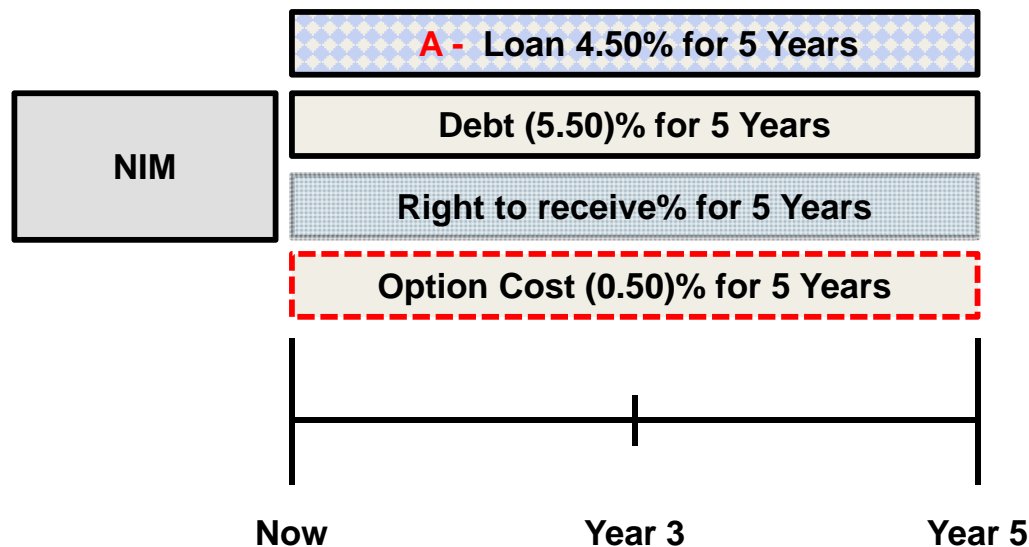 A - Loan 4.50% for 5 Years
NIM
Debt (5.50)% for 5 Years
Right to receive% for 5 Years
Option Cost (0.50)% for 5 Years
Now Year 3 Year 5